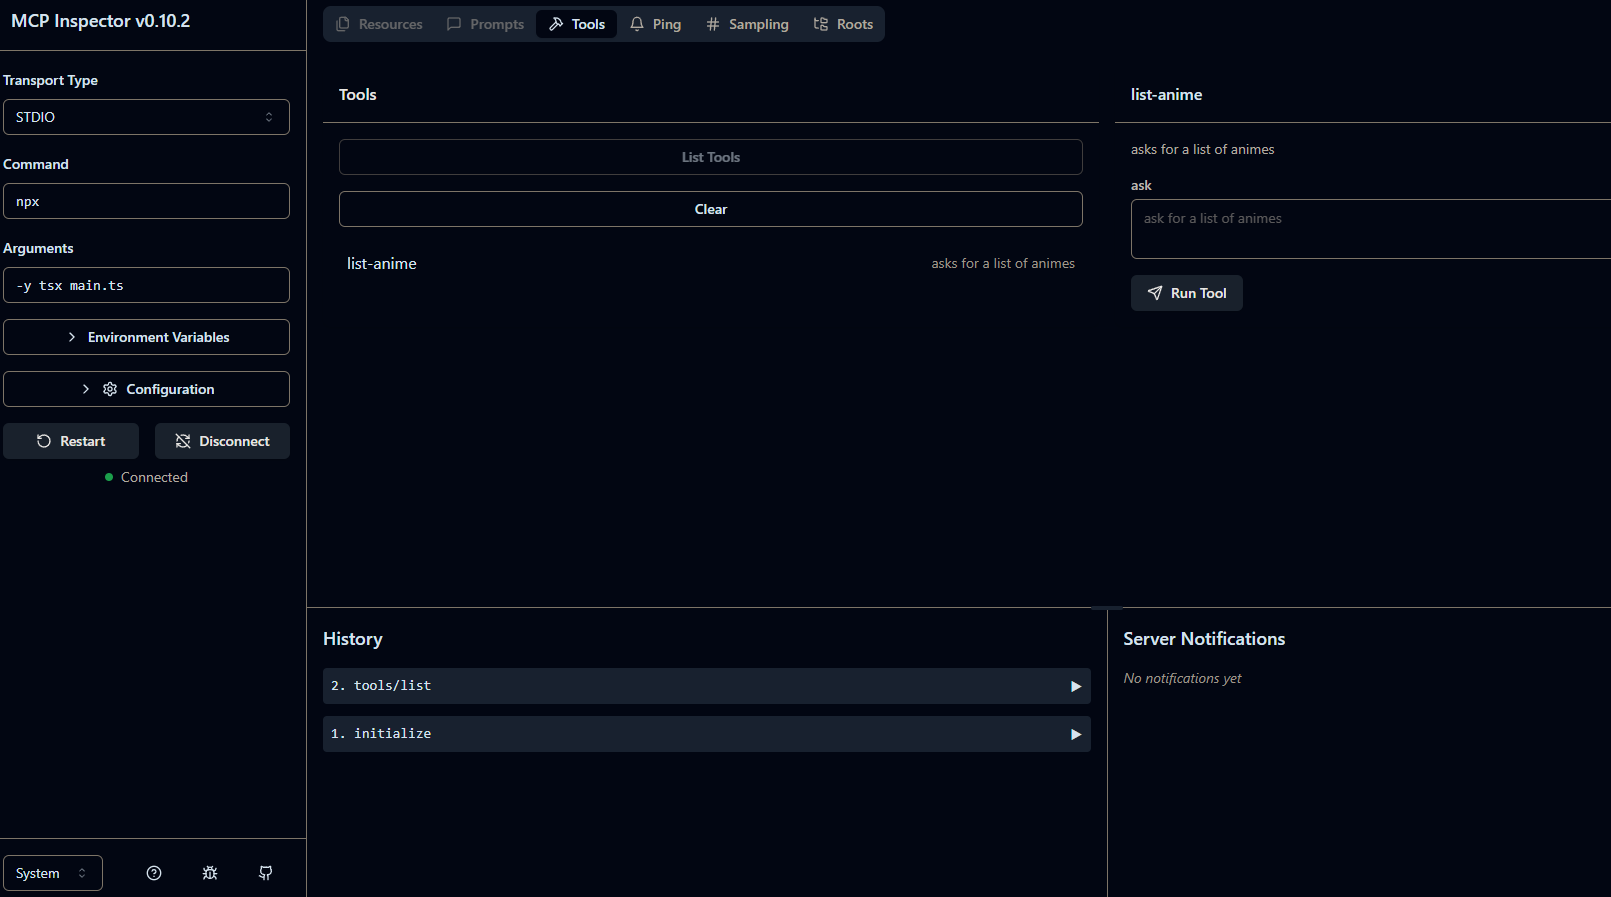 MCP Inspector v0.10.2
Transport Type
STDIO
Command
npx
Arguments
-y tsx main.ts
Environment Variables
Configuration
Restart
Disconnect
Connected
System
Resources
Prompts
Tools
Ping
Sampling
Roots
Tools
List Tools
Clear
list-anime
asks for a list of animes
list-anime
asks for a list of animes
ask
ask for a list of animes
Run Tool
History
2. tools/list
1. initialize
Server Notifications
No notifications yet